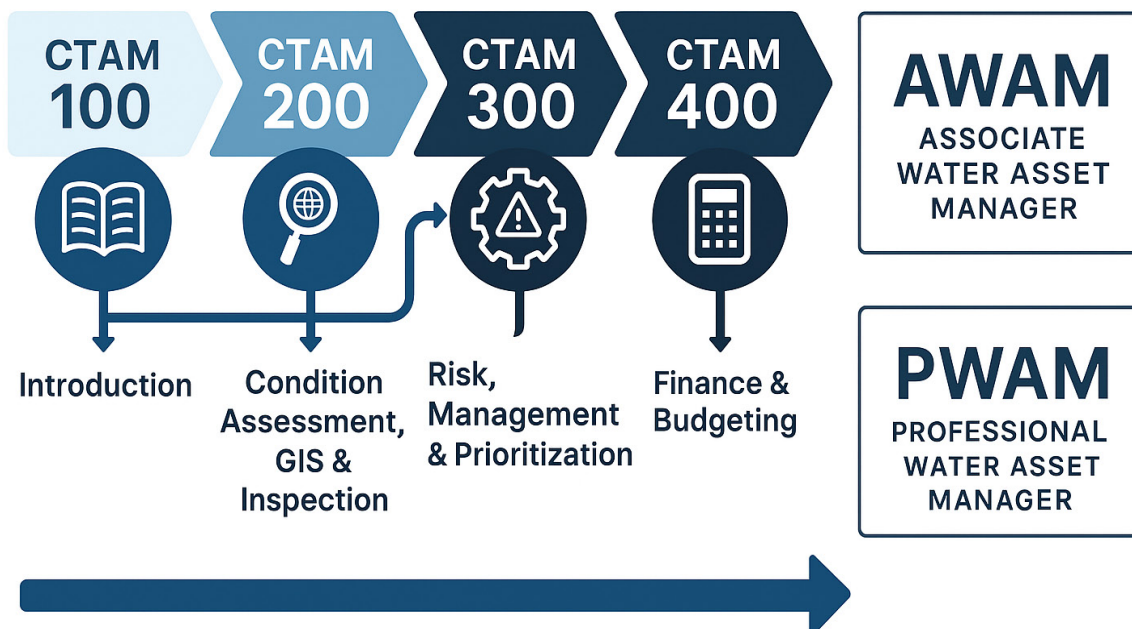 CTAM
100
CTAM
200
CTAM
300
CTAM
400
Introduction
Condition
Assessment,
GIS &
Inspection
Risk,
Management
& Prioritization
Finance &
Budgeting
AWAM
ASSOCIATE
WATER ASSET
MANAGER
PWAM
PROFESSIONAL
WATER ASSET
MANAGER